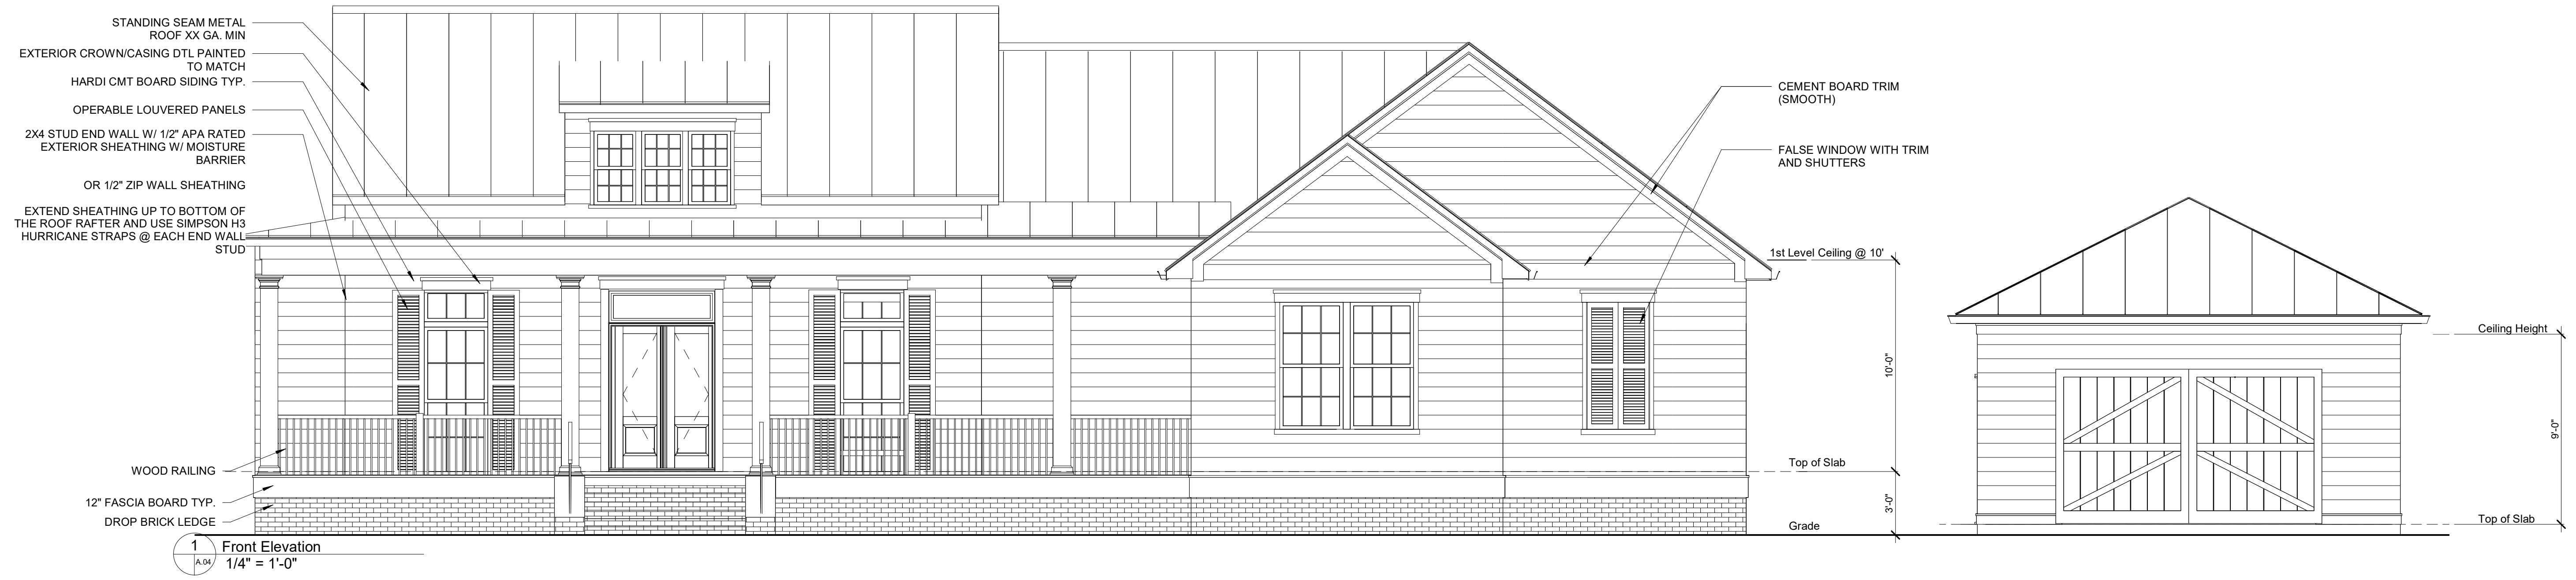 STANDING SEAM METAL
ROOF XX GA. MIN
EXTERIOR CROWN/CASING DTL PAINTED
TO MATCH
HARDI CMT BOARD SIDING TYP.
OPERABLE LOUVERED PANELS
2X4 STUD END WALL W/ 1/2" APA RATED
EXTERIOR SHEATHING W/ MOISTURE
BARRIER
OR 1/2" ZIP WALL SHEATHING
EXTEND SHEATHING UP TO BOTTOM OF
THE ROOF RAFTER AND USE SIMPSON H3
HURRICANE STRAPS @ EACH END WALL
STUD
WOOD RAILING
12" FASCIA BOARD TYP.
DROP BRICK LEDGE
1
A.04
Front Elevation
1/4" = 1'-0"
CEMENT BOARD TRIM
(SMOOTH)
FALSE WINDOW WITH TRIM
AND SHUTTERS
1st Level Ceiling @ 10'
10'-0"
Top of Slab
3'-0"
Grade
Ceiling Height
9'-0"
Top of Slab